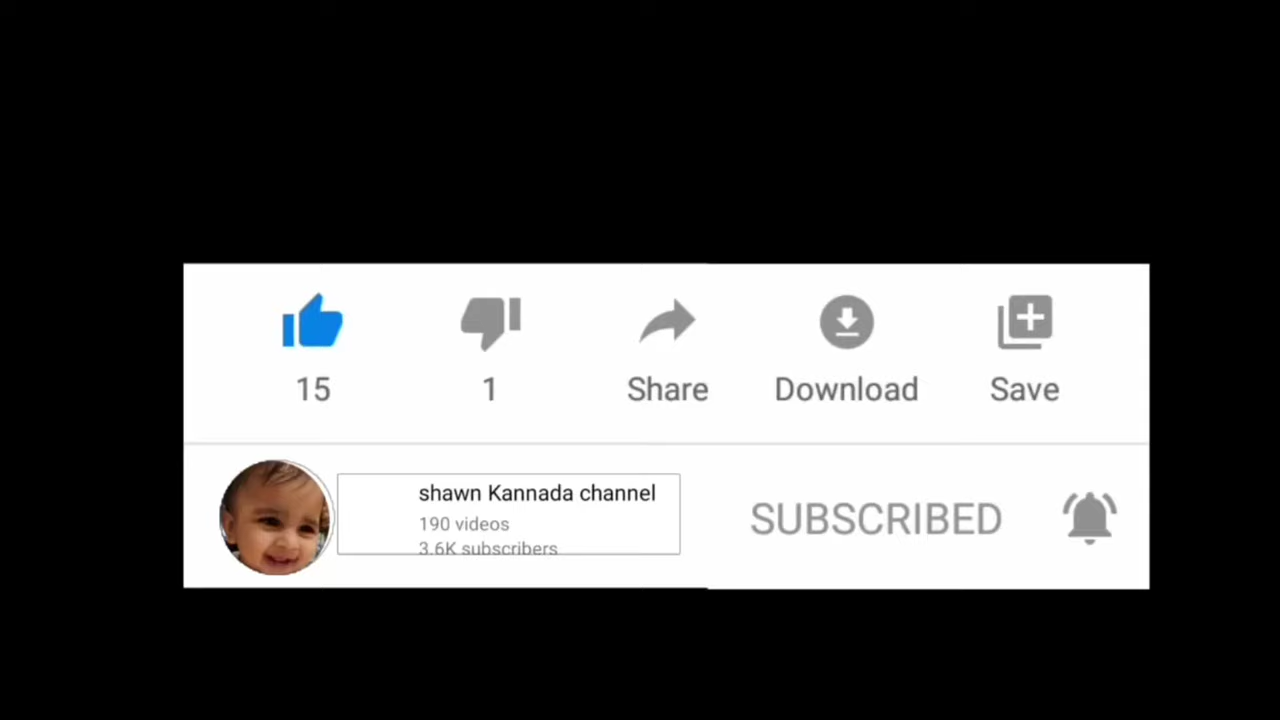 15
1
Share
Download
Save
shawn Kannada channel
190 videos
3.6K subscribers
SUBSCRIBED